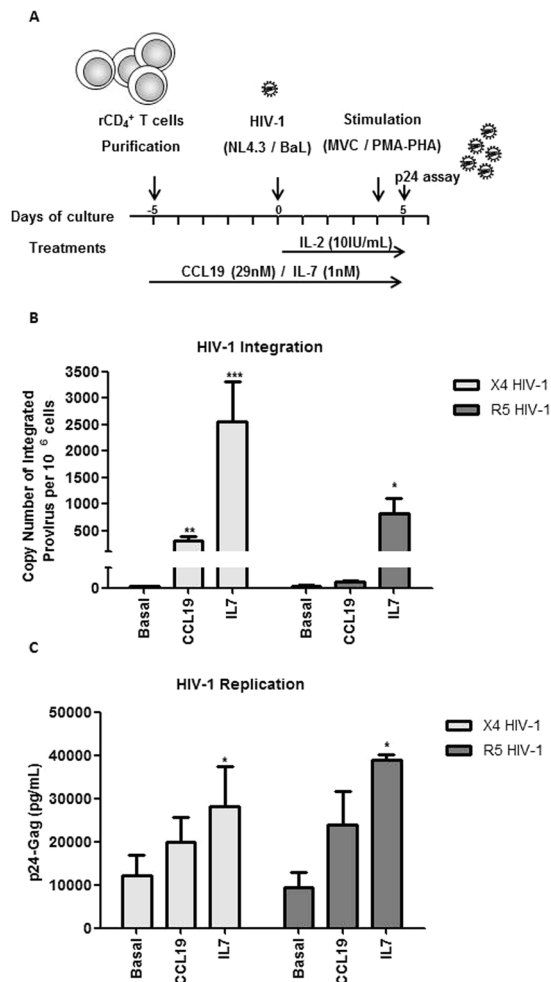 A
rCD₄⁺ T cells
Purification
HIV-1
(NL4.3 / BaL)
Stimulation
(MVC / PMA-PHA)
p24 assay
Days of culture
-5
0
5
Treatments
IL-2 (10IU/mL)
CCL19 (29nM) / IL-7 (1nM)
B
HIV-1 Integration
Copy Number of Integrated
Provirus per 10 ⁶ cells
3500
3000
2500
2000
1500
1000
500
0
**
***
*
Basal
CCL19
IL7
Basal
CCL19
IL7
X4 HIV-1
R5 HIV-1
C
HIV-1 Replication
p24-Gag (pg/mL)
50000
40000
30000
20000
10000
0
*
*
Basal
CCL19
IL7
Basal
CCL19
IL7
X4 HIV-1
R5 HIV-1